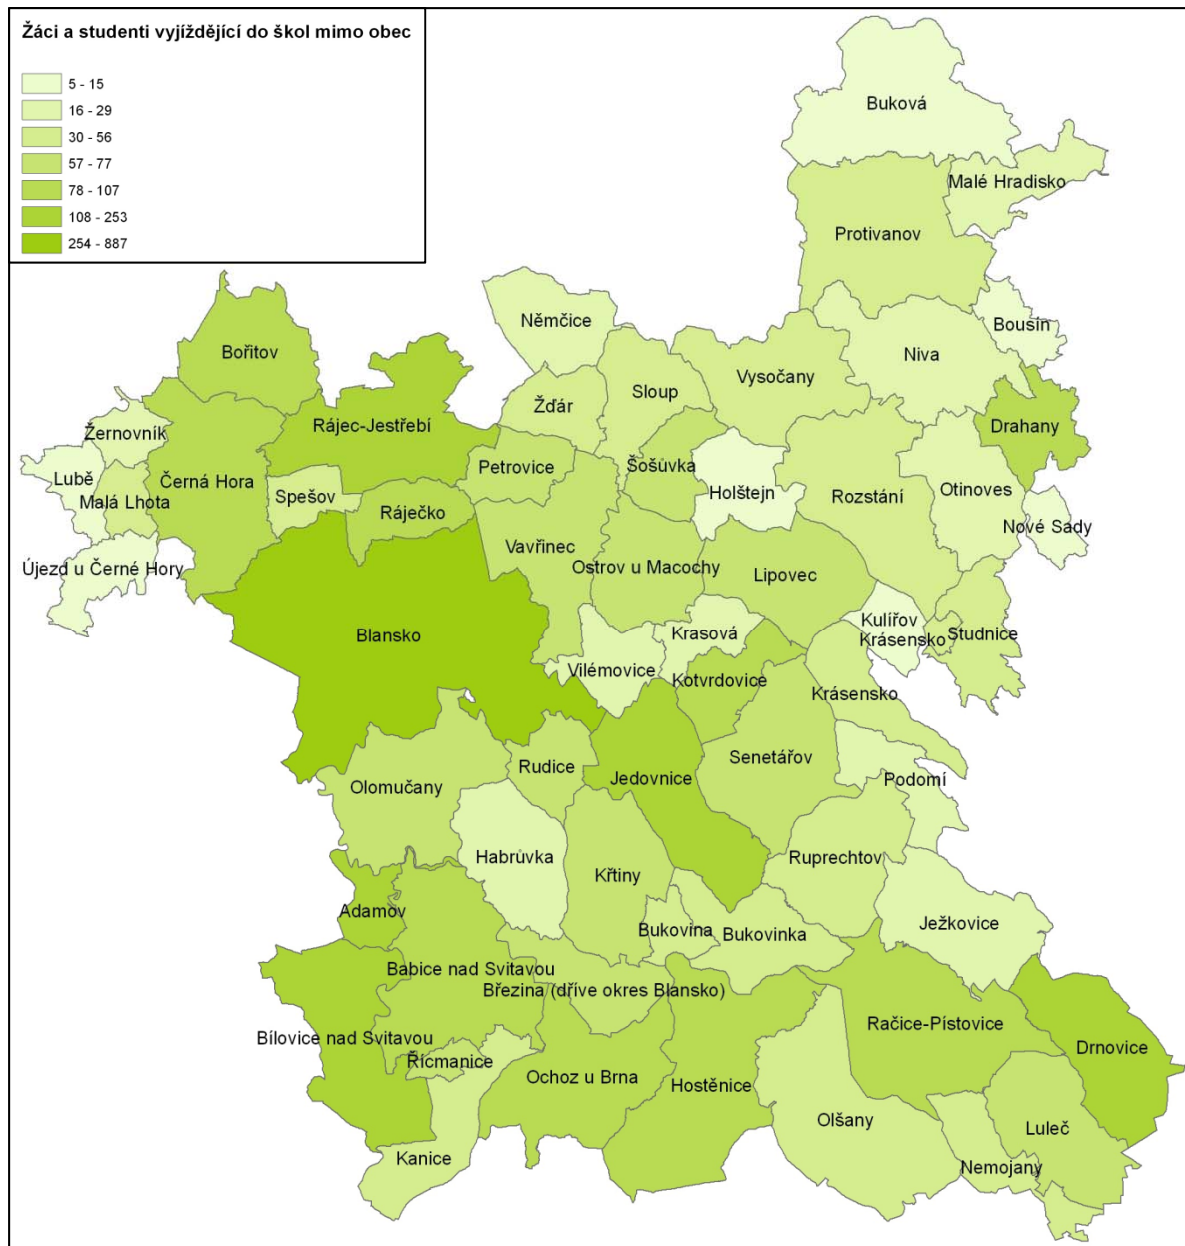 Žáci a studenti vyjíždějící do škol mimo obec
5 - 15
16 - 29
30 - 56
57 - 77
78 - 107
108 - 253
254 - 887
Buková
Malé Hradisko
Protivanov
Němčice
Bousín
Bořitov
Niva
Vysočany
Sloup
Žďár
Rájec-Jestřebí
Drahany
Žernovník
Petrovice
Šošůvka
Lubě
Černá Hora
Holštejn
Otinoves
Rozstání
Spešov
Malá Lhota
Ráječko
Nové Sady
Vavřinec
Újezd u Černé Hory
Ostrov u Macochy
Lipovec
Kulířov
Blansko
Krasová
Krásensko
Studnice
Vilémovice
Kotvrdovice
Krásensko
Senetářov
Rudice
Jedovnice
Podomí
Olomučany
Habrůvka
Ruprechtov
Křtiny
Adamov
Ježkovice
Bukovina
Bukovinka
Babice nad Svitavou
Březina (dříve okres Blansko)
Račice-Pístovice
Bílovice nad Svitavou
Drnovice
Řícmanice
Ochoz u Brna
Hostěnice
Olšany
Luleč
Kanice
Nemojany